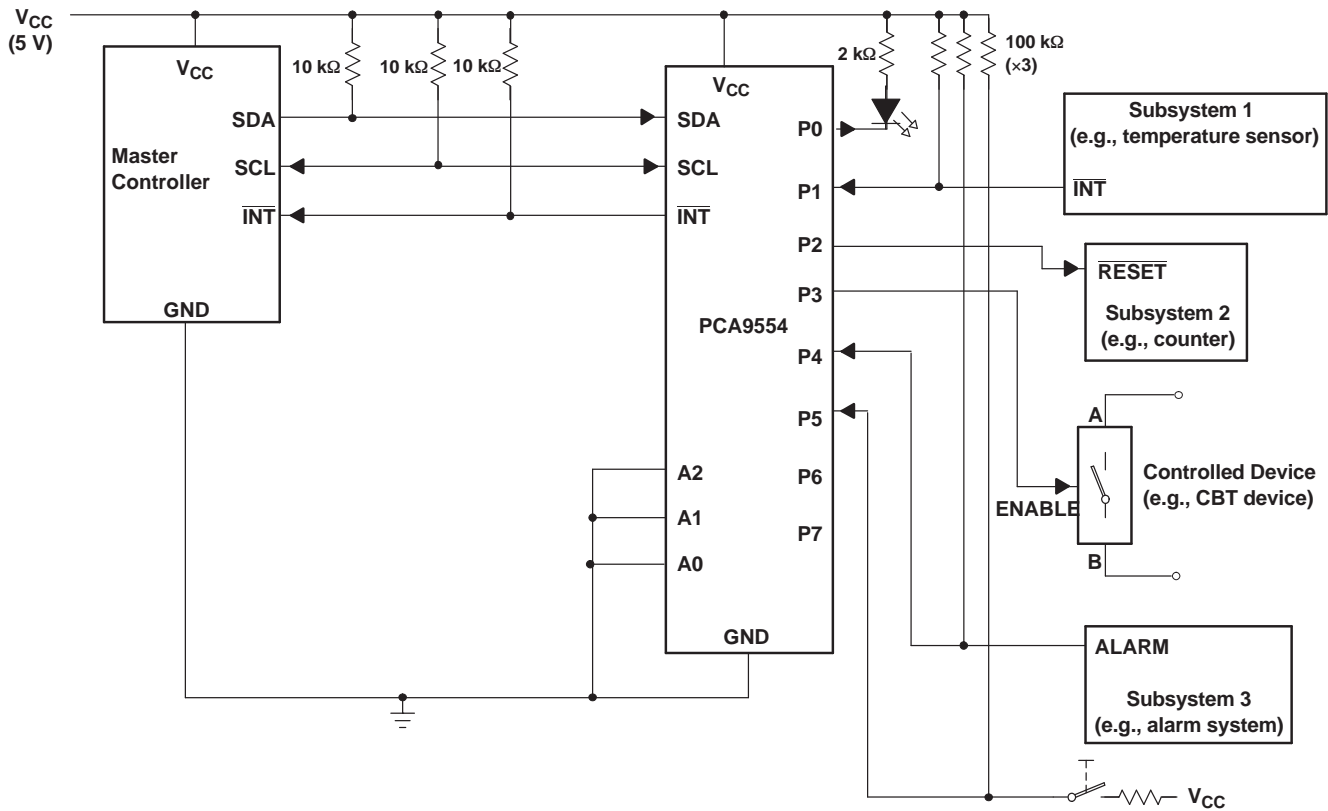 VCC
(5 V)
VCC
10 kΩ
10 kΩ
10 kΩ
VCC
2 kΩ
100 kΩ
(×3)
SDA
SDA
P0
Subsystem 1
(e.g., temperature sensor)
Master
Controller
SCL
SCL
P1
INT
INT
INT
P2
RESET
P3
GND
PCA9554
Subsystem 2
(e.g., counter)
P4
P5
A
A2
P6
Controlled Device
(e.g., CBT device)
ENABLE
A1
P7
A0
B
GND
ALARM
Subsystem 3
(e.g., alarm system)
VCC